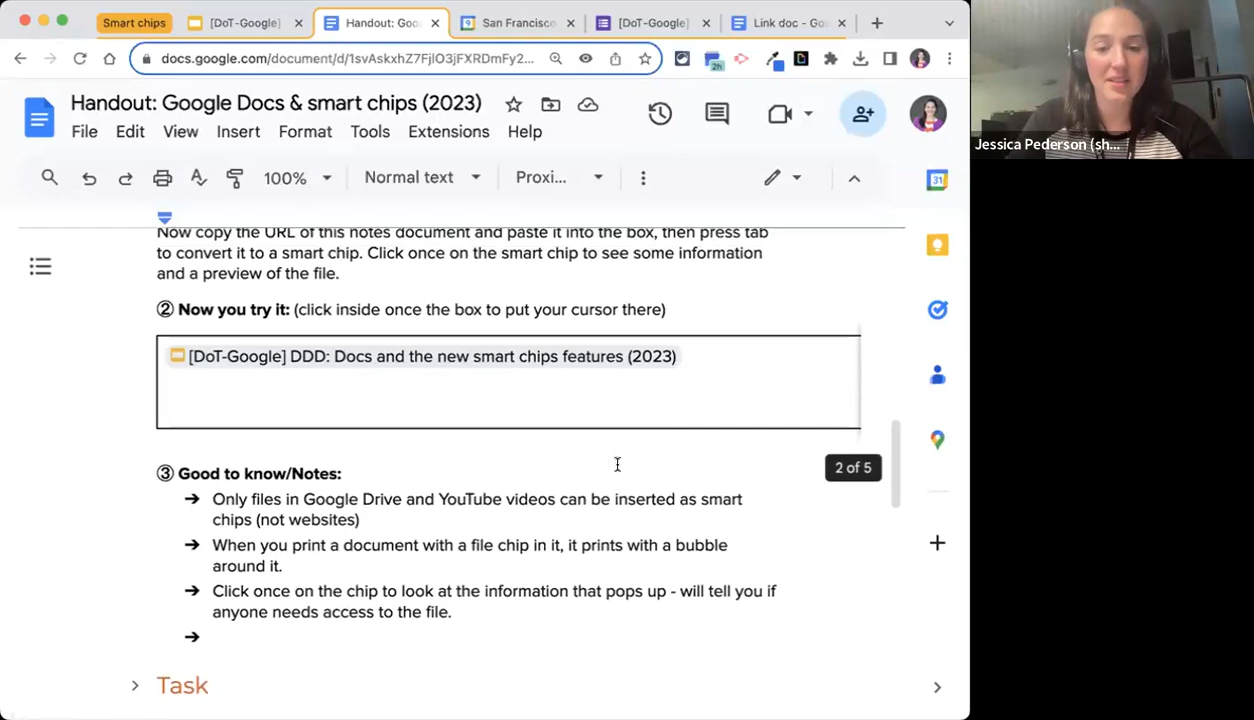 Smart chips
[DoT-Google]
Handout: Goo
San Francisco
[DoT-Google]
Link doc - Go
docs.google.com/document/d/1svAskxhZ7FjlO3jFXRDmFy2...
2h
Handout: Google Docs & smart chips (2023)
File Edit View Insert Format Tools Extensions Help
100% Normal text Proxi...
31
Now copy the URL of this notes document and paste it into the box, then press tab
to convert it to a smart chip. Click once on the smart chip to see some information
and a preview of the file.
② Now you try it: (click inside once the box to put your cursor there)
[DoT-Google] DDD: Docs and the new smart chips features (2023)
③ Good to know/Notes:
➔ Only files in Google Drive and YouTube videos can be inserted as smart
chips (not websites)
➔ When you print a document with a file chip in it, it prints with a bubble
around it.
➔ Click once on the chip to look at the information that pops up - will tell you if
anyone needs access to the file.
➔
2 of 5
Task
Jessica Pederson (sh...